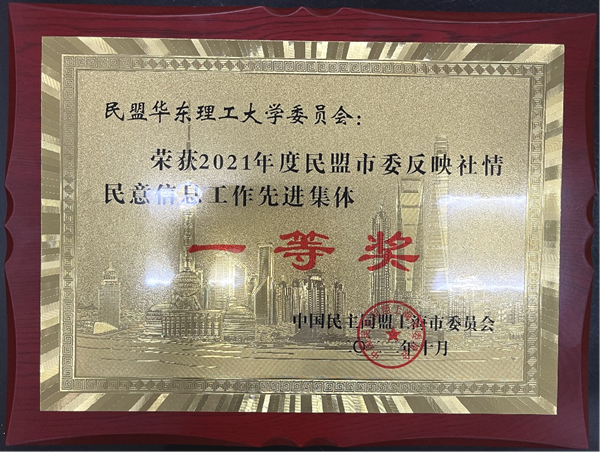 民盟华东理工大学委员会：
荣获2021年度民盟市委反映社情
民意信息工作先进集体
一等奖
中国民主同盟上海市委员会
年十月